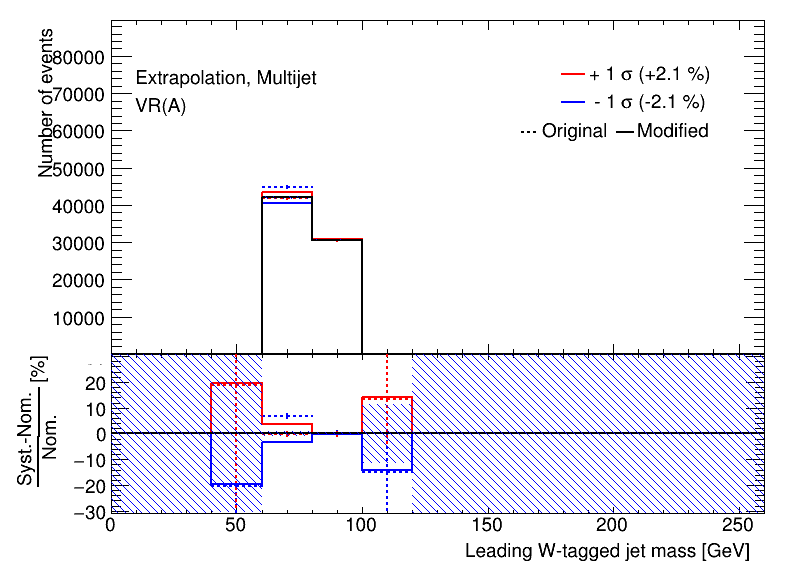 Number of events
80000
70000
60000
50000
40000
30000
20000
10000
Extrapolation, Multijet
VR(A)
+ 1 σ (+2.1 %)
- 1 σ (-2.1 %)
Original Modified
Syst.-Nom.
Nom.
[%]
20
10
0
−10
−20
−30
0 50 100 150 200 250
Leading W-tagged jet mass [GeV]